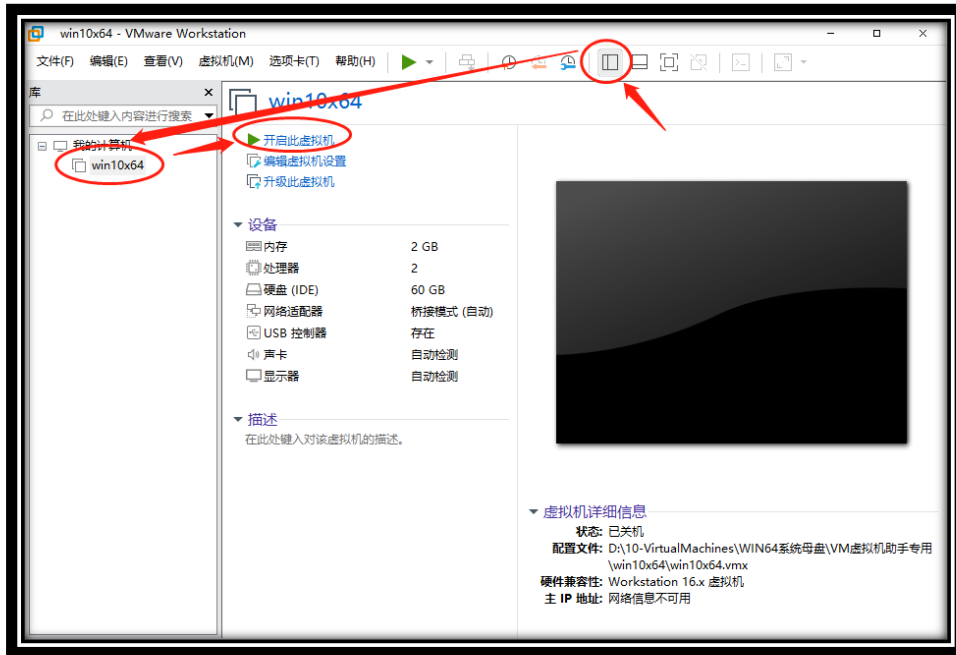 win10x64 - VMware Workstation
文件(F) 编辑(E) 查看(V) 虚拟机(M) 选项卡(T) 帮助(H)
库
在此处键入内容进行搜索
我的计算机
win10x64
win10x64
开启此虚拟机
编辑虚拟机设置
升级此虚拟机
设备
内存 2 GB
处理器 2
硬盘 (IDE) 60 GB
网络适配器 桥接模式 (自动)
USB 控制器 存在
声卡 自动检测
显示器 自动检测
描述
在此处键入对该虚拟机的描述。
虚拟机详细信息
状态: 已关机
配置文件: D:\10-VirtualMachines\WIN64系统母盘\VM虚拟机助手专用
\win10x64\win10x64.vmx
硬件兼容性: Workstation 16.x 虚拟机
主 IP 地址: 网络信息不可用